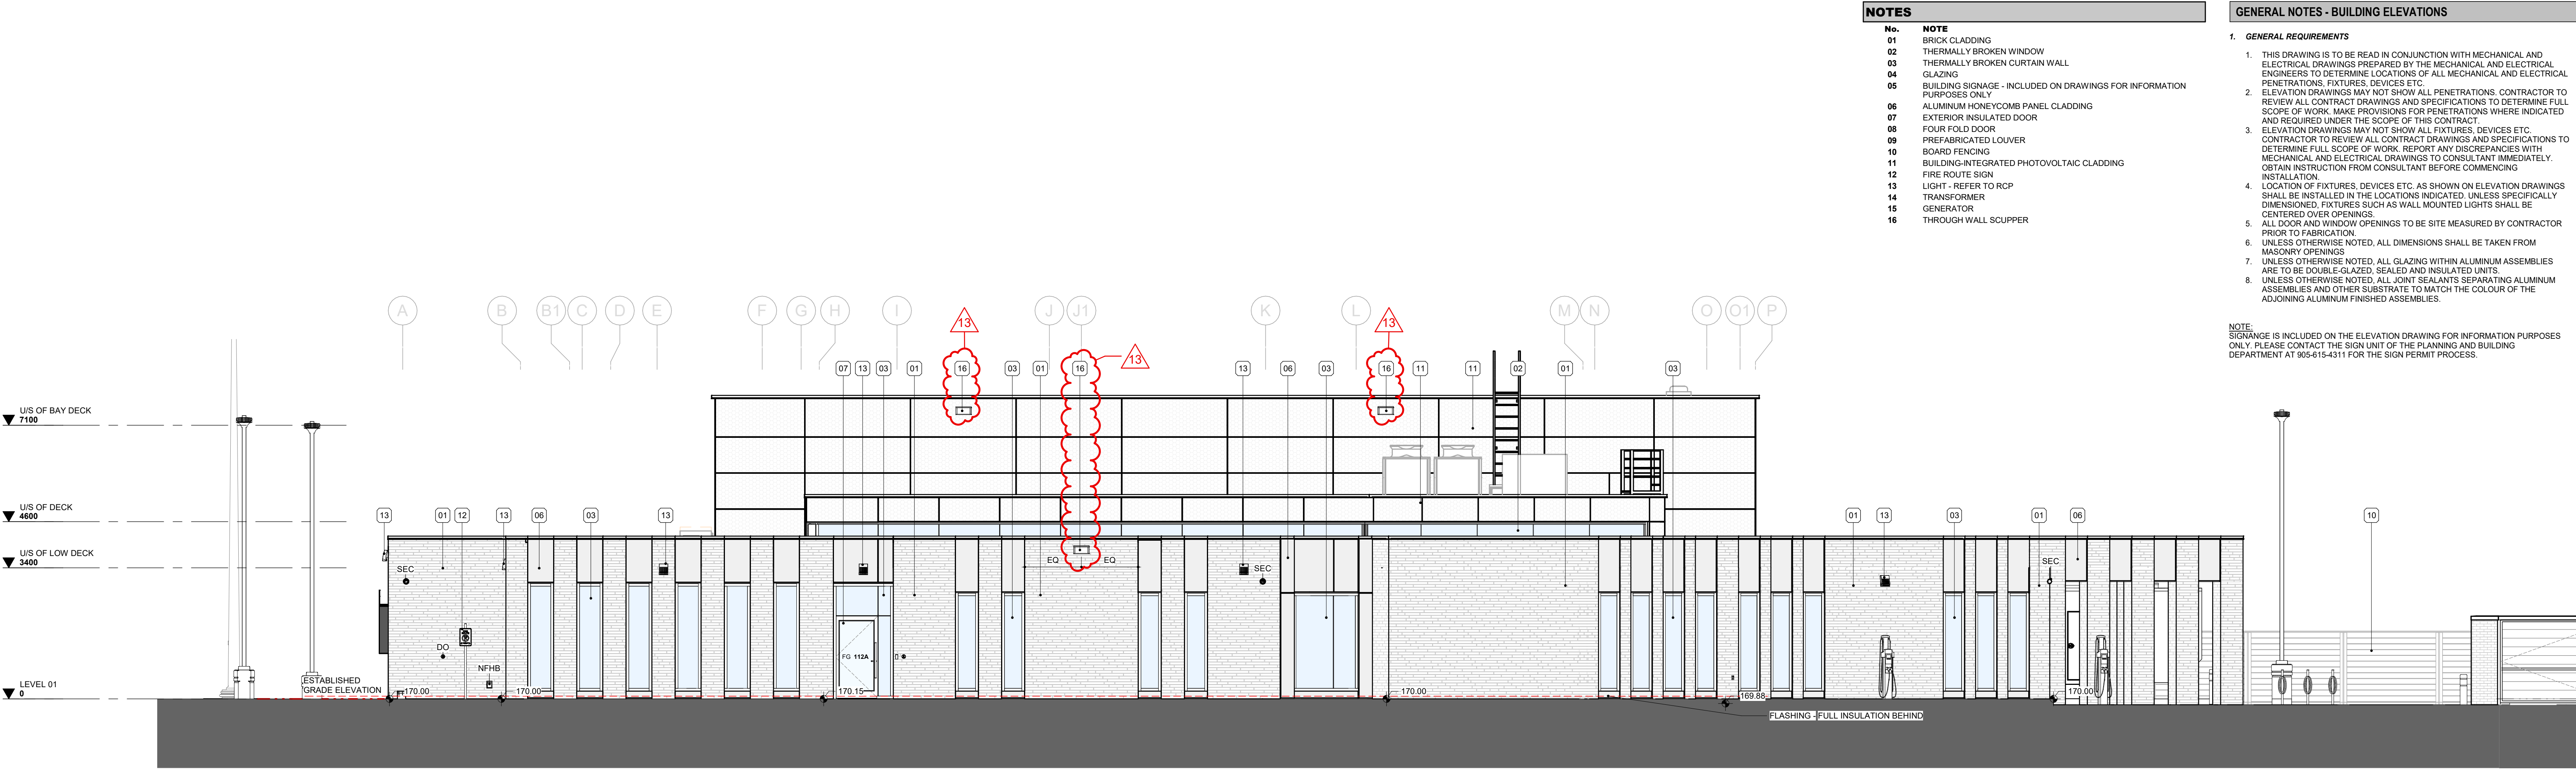 NOTES
No. NOTE
01 BRICK CLADDING
02 THERMALLY BROKEN WINDOW
03 THERMALLY BROKEN CURTAIN WALL
04 GLAZING
05 BUILDING SIGNAGE - INCLUDED ON DRAWINGS FOR INFORMATION
PURPOSES ONLY
06 ALUMINUM HONEYCOMB PANEL CLADDING
07 EXTERIOR INSULATED DOOR
08 FOUR FOLD DOOR
09 PREFABRICATED LOUVER
10 BOARD FENCING
11 BUILDING-INTEGRATED PHOTOVOLTAIC CLADDING
12 FIRE ROUTE SIGN
13 LIGHT - REFER TO RCP
14 TRANSFORMER
15 GENERATOR
16 THROUGH WALL SCUPPER
GENERAL NOTES - BUILDING ELEVATIONS
1. GENERAL REQUIREMENTS
1. THIS DRAWING IS TO BE READ IN CONJUNCTION WITH MECHANICAL AND
ELECTRICAL DRAWINGS PREPARED BY THE MECHANICAL AND ELECTRICAL
ENGINEERS TO DETERMINE LOCATIONS OF ALL MECHANICAL AND ELECTRICAL
PENETRATIONS, FIXTURES, DEVICES ETC.
2. ELEVATION DRAWINGS MAY NOT SHOW ALL PENETRATIONS. CONTRACTOR TO
REVIEW ALL CONTRACT DRAWINGS AND SPECIFICATIONS TO DETERMINE FULL
SCOPE OF WORK. MAKE PROVISIONS FOR PENETRATIONS WHERE INDICATED
AND REQUIRED UNDER THE SCOPE OF THIS CONTRACT.
3. ELEVATION DRAWINGS MAY NOT SHOW ALL FIXTURES, DEVICES ETC.
CONTRACTOR TO REVIEW ALL CONTRACT DRAWINGS AND SPECIFICATIONS TO
DETERMINE FULL SCOPE OF WORK. REPORT ANY DISCREPANCIES WITH
MECHANICAL AND ELECTRICAL DRAWINGS TO CONSULTANT IMMEDIATELY.
OBTAIN INSTRUCTION FROM CONSULTANT BEFORE COMMENCING
INSTALLATION.
4. LOCATION OF FIXTURES, DEVICES ETC. AS SHOWN ON ELEVATION DRAWINGS
SHALL BE INSTALLED IN THE LOCATIONS INDICATED. UNLESS SPECIFICALLY
DIMENSIONED, FIXTURES SUCH AS WALL MOUNTED LIGHTS SHALL BE
CENTERED OVER OPENINGS.
5. ALL DOOR AND WINDOW OPENINGS TO BE SITE MEASURED BY CONTRACTOR
PRIOR TO FABRICATION.
6. UNLESS OTHERWISE NOTED, ALL DIMENSIONS SHALL BE TAKEN FROM
MASONRY OPENINGS
7. UNLESS OTHERWISE NOTED, ALL GLAZING WITHIN ALUMINUM ASSEMBLIES
ARE TO BE DOUBLE-GLAZED, SEALED AND INSULATED UNITS.
8. UNLESS OTHERWISE NOTED, ALL JOINT SEALANTS SEPARATING ALUMINUM
ASSEMBLIES AND OTHER SUBSTRATE TO MATCH THE COLOUR OF THE
ADJOINING ALUMINUM FINISHED ASSEMBLIES.
NOTE:
SIGNANGE IS INCLUDED ON THE ELEVATION DRAWING FOR INFORMATION PURPOSES
ONLY. PLEASE CONTACT THE SIGN UNIT OF THE PLANNING AND BUILDING
DEPARTMENT AT 905-615-4311 FOR THE SIGN PERMIT PROCESS.
A B B1 C D E F G H I J J1 K L M N O O1 P
13 13 13
07 13 03 01 16 03 01 16 13 06 03 16 11 11 02 01 03
U/S OF BAY DECK
7100
U/S OF DECK
4600
13 01 12 13 06 03 13 01 13 03 01 06 10
U/S OF LOW DECK
3400
SEC EQ EQ SEC SEC
DO
FG 112A
NFHB
LEVEL 01
0
ESTABLISHED
GRADE ELEVATION
170.00 170.00 170.15 170.00 169.88 170.00
FLASHING - FULL INSULATION BEHIND